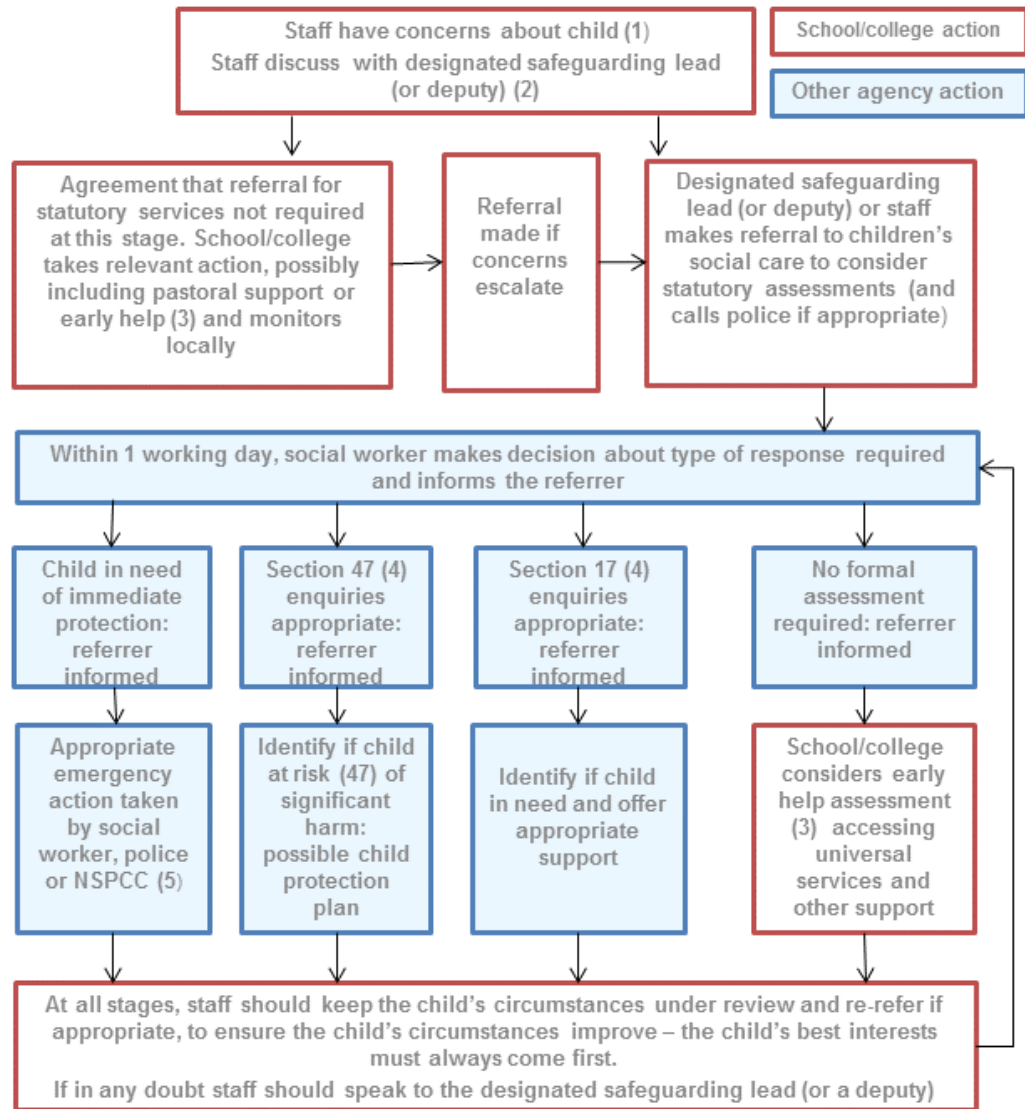 Staff have concerns about child (1)
Staff discuss with designated safeguarding lead
(or deputy) (2)
School/college action
Other agency action
Agreement that referral for
statutory services not required
at this stage. School/college
takes relevant action, possibly
including pastoral support or
early help (3) and monitors
locally
Referral
made if
concerns
escalate
Designated safeguarding
lead (or deputy) or staff
makes referral to children's
social care to consider
statutory assessments (and
calls police if appropriate)
Within 1 working day, social worker makes decision about type of response required
and informs the referrer
Child in need
of immediate
protection:
referrer
informed
Section 47 (4)
enquiries
appropriate:
referrer
informed
Section 17 (4)
enquiries
appropriate:
referrer
informed
No formal
assessment
required: referrer
informed
Appropriate
emergency
action taken
by social
worker, police
or NSPCC (5)
Identify if child
at risk (47) of
significant
harm:
possible child
protection
plan
Identify if child
in need and offer
appropriate
support
School/college
considers early
help assessment
(3) accessing
universal
services and
other support
At all stages, staff should keep the child's circumstances under review and re-refer if
appropriate, to ensure the child's circumstances improve – the child's best interests
must always come first.
If in any doubt staff should speak to the designated safeguarding lead (or a deputy)